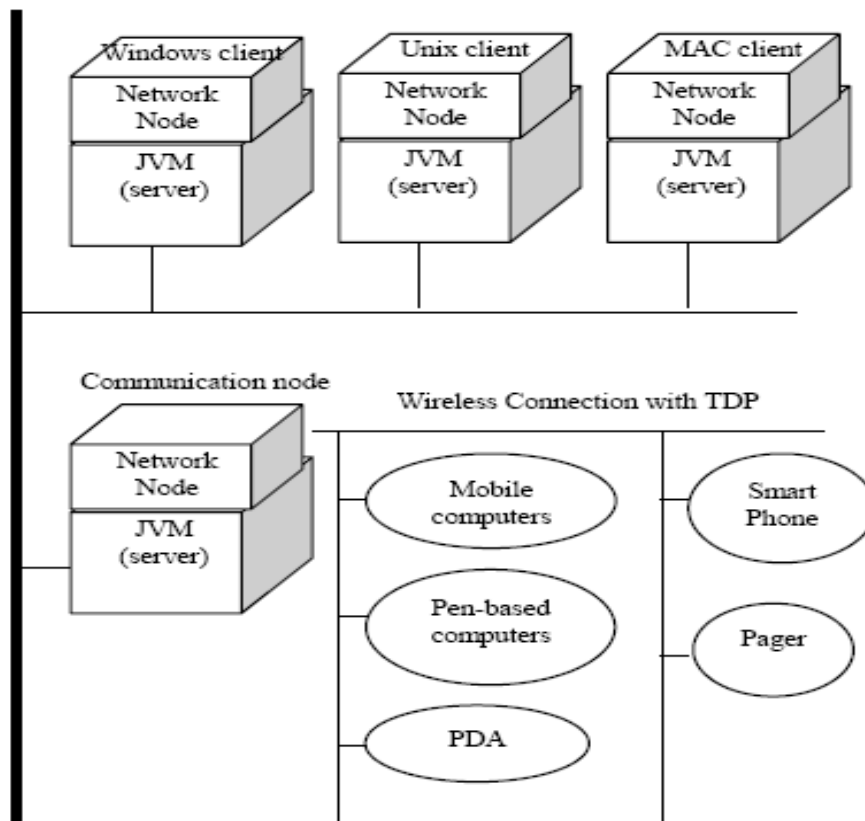 Windows client
Unix client
MAC client
Network
Node
JVM
(server)
Network
Node
JVM
(server)
Network
Node
JVM
(server)
Communication node
Wireless Connection with TDP
Network
Node
JVM
(server)
Mobile
computers
Smart
Phone
Pen-based
computers
Pager
PDA